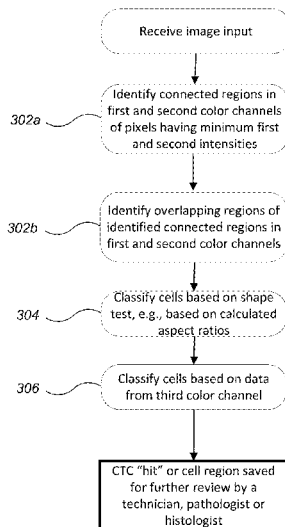 Receive image input
302a
Identify connected regions in
first and second color channels
of pixels having minimum first
and second intensities
302b
Identify overlapping regions of
identified connected regions in
first and second color channels
304
Classify cells based on shape
test, e.g., based on calculated
aspect ratios
306
Classify cells based on data
from third color channel
CTC "hit" or cell region saved
for further review by a
technician, pathologist or
histologist